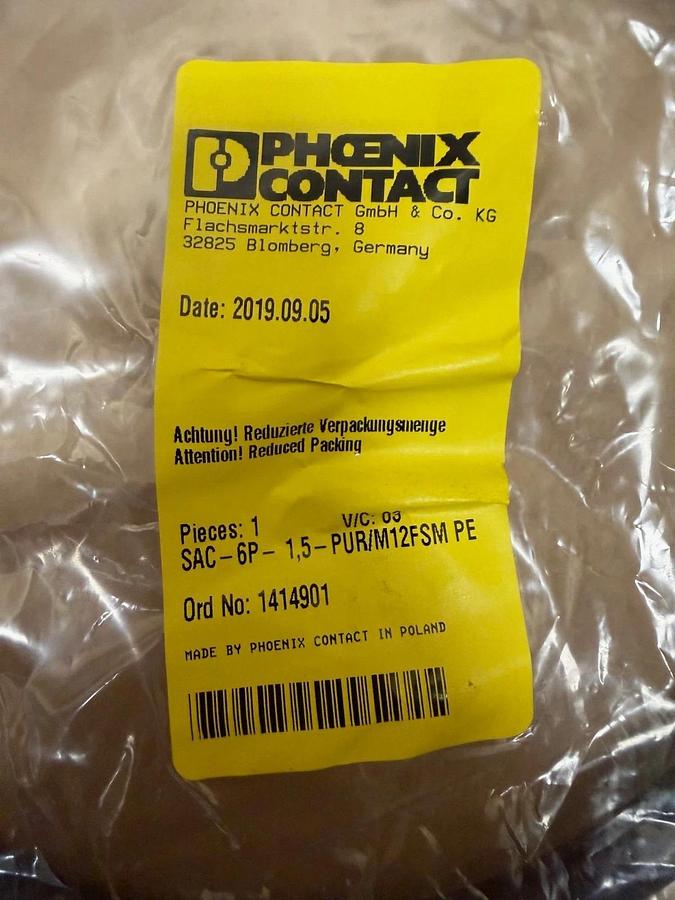 PHŒNIX
CONTACT
PHOENIX CONTACT GmbH & Co. KG
Flachsmarktstr. 8
32825 Blomberg, Germany
Date: 2019.09.05
Achtung! Reduzierte Verpackungsmenge
Attention! Reduced Packing
Pieces: 1 V/C: 03
SAC-6P- 1,5-PUR/M12FSM PE
Ord No: 1414901
MADE BY PHOENIX CONTACT IN POLAND